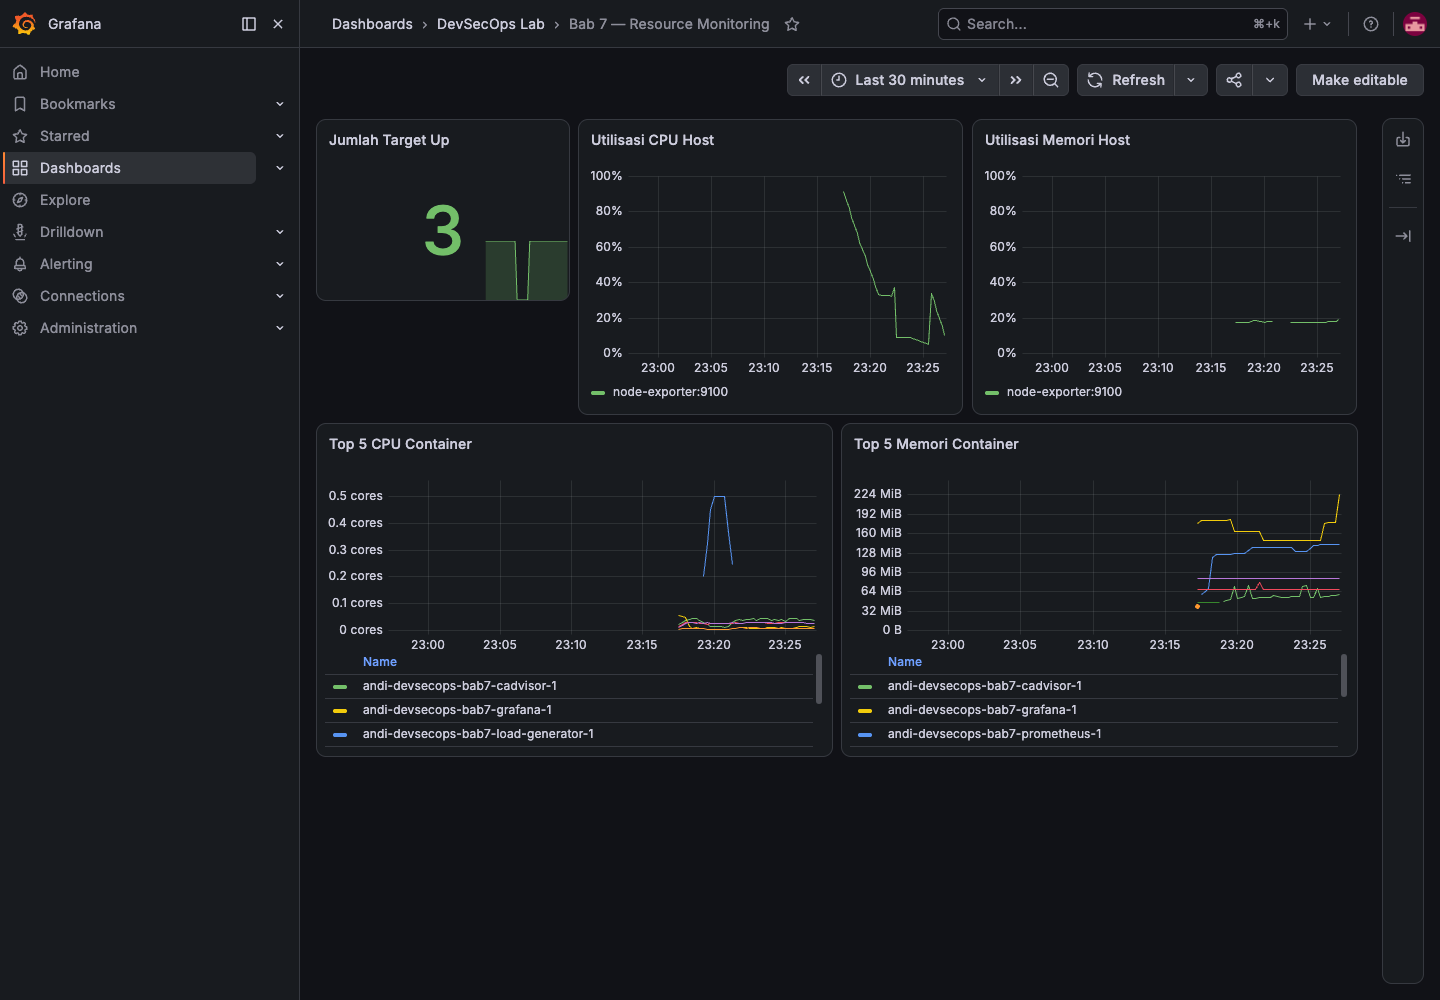 Grafana
Dashboards › DevSecOps Lab › Bab 7 — Resource Monitoring
Search...
⌘+k
Home
Bookmarks
Starred
Dashboards
Explore
Drilldown
Alerting
Connections
Administration
Last 30 minutes
Refresh
Make editable
Jumlah Target Up
3
Utilisasi CPU Host
100%
80%
60%
40%
20%
0%
23:00 23:05 23:10 23:15 23:20 23:25
node-exporter:9100
Utilisasi Memori Host
100%
80%
60%
40%
20%
0%
23:00 23:05 23:10 23:15 23:20 23:25
node-exporter:9100
Top 5 CPU Container
0.5 cores
0.4 cores
0.3 cores
0.2 cores
0.1 cores
0 cores
23:00 23:05 23:10 23:15 23:20 23:25
Name
andi-devsecops-bab7-cadvisor-1
andi-devsecops-bab7-grafana-1
andi-devsecops-bab7-load-generator-1
Top 5 Memori Container
224 MiB
192 MiB
160 MiB
128 MiB
96 MiB
64 MiB
32 MiB
0 B
23:00 23:05 23:10 23:15 23:20 23:25
Name
andi-devsecops-bab7-cadvisor-1
andi-devsecops-bab7-grafana-1
andi-devsecops-bab7-prometheus-1